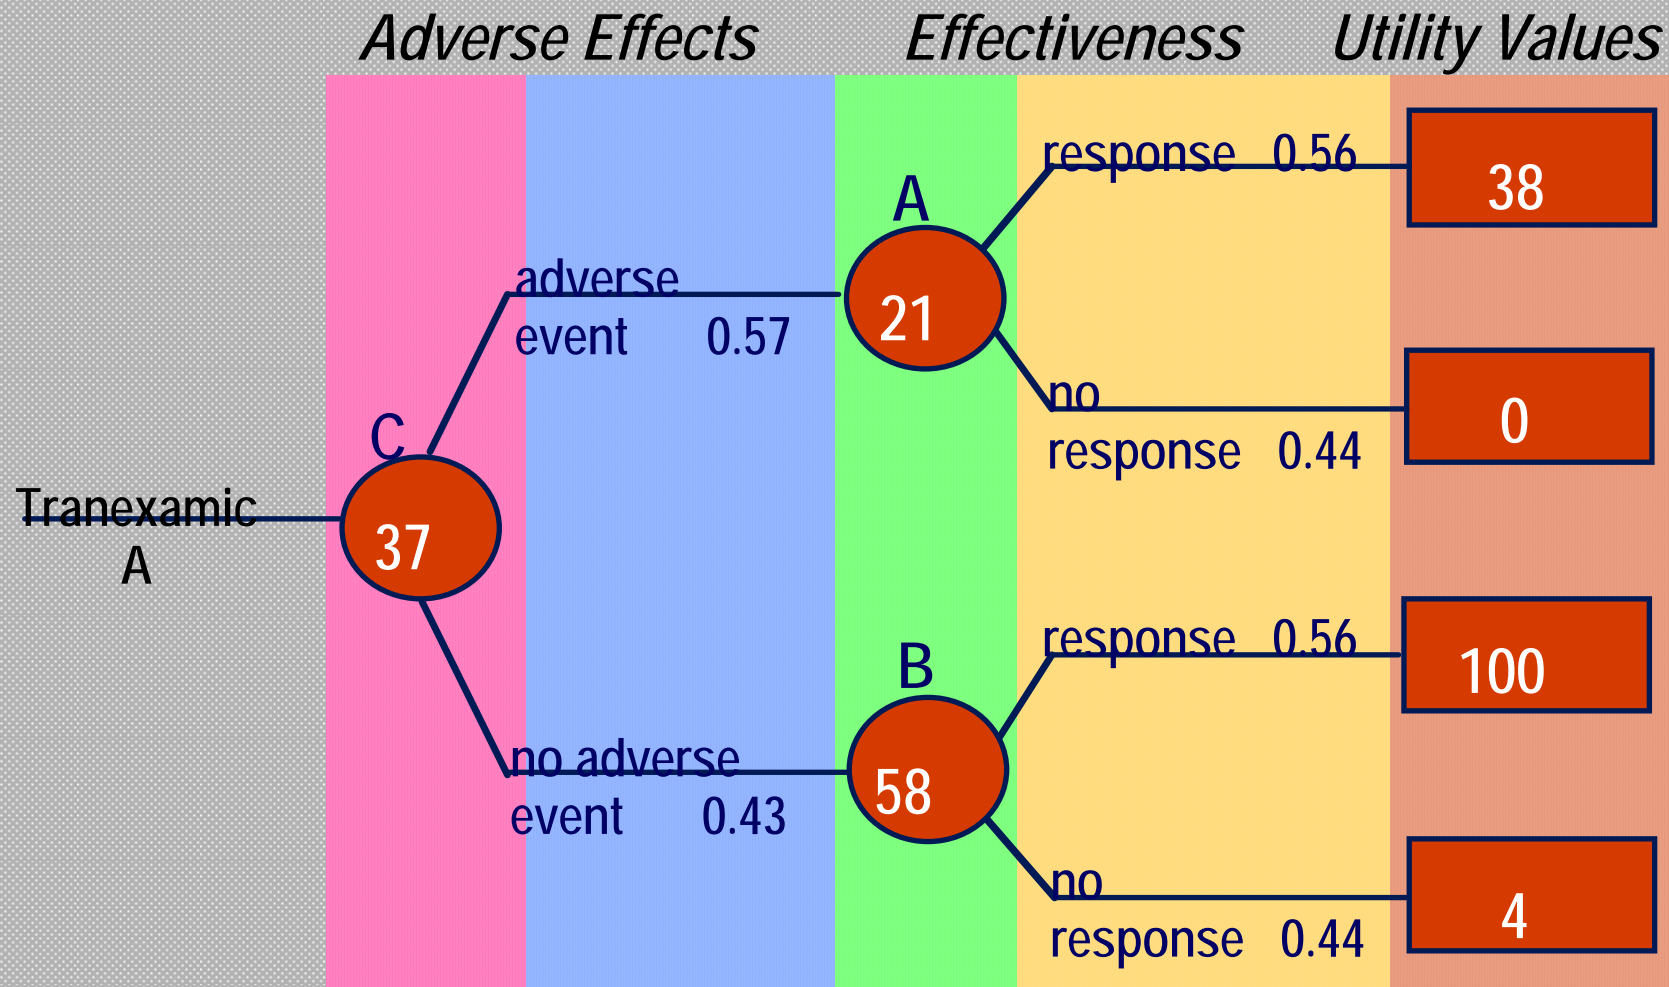 Adverse Effects
Effectiveness
Utility Values
Tranexamic
A
C
37
adverse
event 0.57
no adverse
event 0.43
A
21
response 0.56
no
response 0.44
B
58
response 0.56
no
response 0.44
38
0
100
4